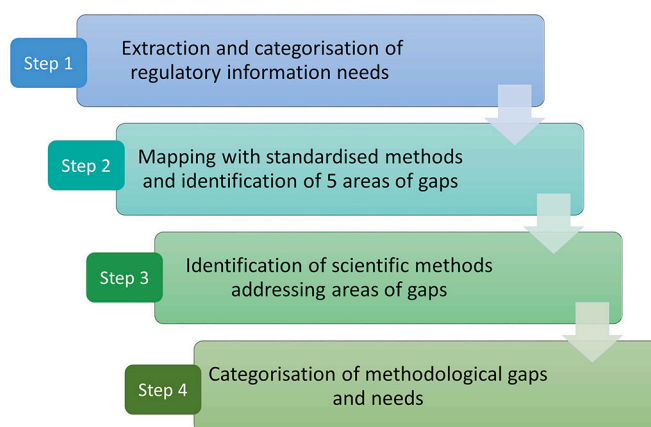 Step 1
Extraction and categorisation of
regulatory information needs
Step 2
Mapping with standardised methods
and identification of 5 areas of gaps
Step 3
Identification of scientific methods
addressing areas of gaps
Step 4
Categorisation of methodological gaps
and needs